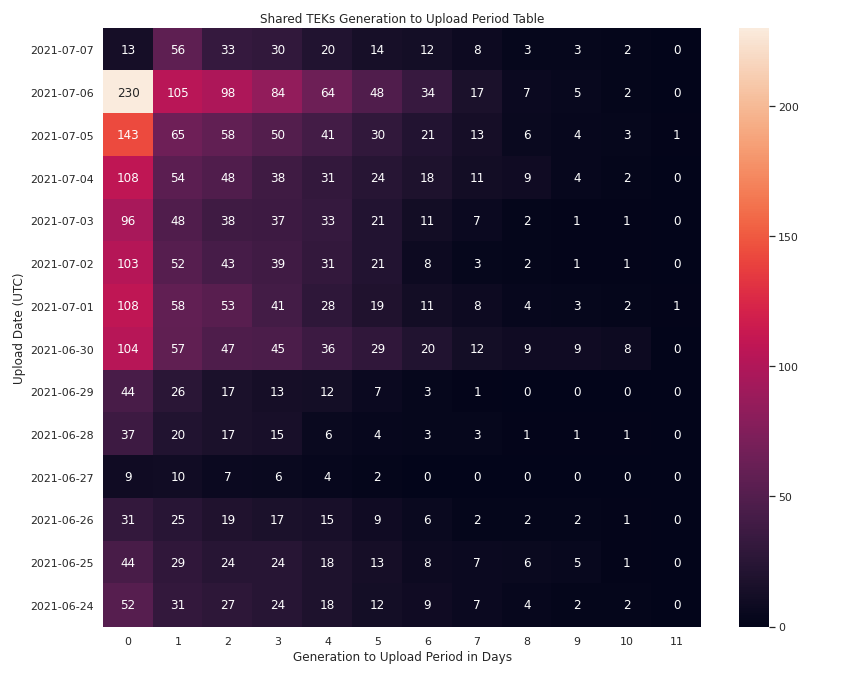 Shared TEKs Generation to Upload Period Table
Upload Date (UTC)
2021-07-07 13 56 33 30 20 14 12 8 3 3 2 0
2021-07-06 230 105 98 84 64 48 34 17 7 5 2 0
2021-07-05 143 65 58 50 41 30 21 13 6 4 3 1
2021-07-04 108 54 48 38 31 24 18 11 9 4 2 0
2021-07-03 96 48 38 37 33 21 11 7 2 1 1 0
2021-07-02 103 52 43 39 31 21 8 3 2 1 1 0
2021-07-01 108 58 53 41 28 19 11 8 4 3 2 1
2021-06-30 104 57 47 45 36 29 20 12 9 9 8 0
2021-06-29 44 26 17 13 12 7 3 1 0 0 0 0
2021-06-28 37 20 17 15 6 4 3 3 1 1 1 0
2021-06-27 9 10 7 6 4 2 0 0 0 0 0 0
2021-06-26 31 25 19 17 15 9 6 2 2 2 1 0
2021-06-25 44 29 24 24 18 13 8 7 6 5 1 0
2021-06-24 52 31 27 24 18 12 9 7 4 2 2 0
0 1 2 3 4 5 6 7 8 9 10 11
Generation to Upload Period in Days
200
150
100
50
0